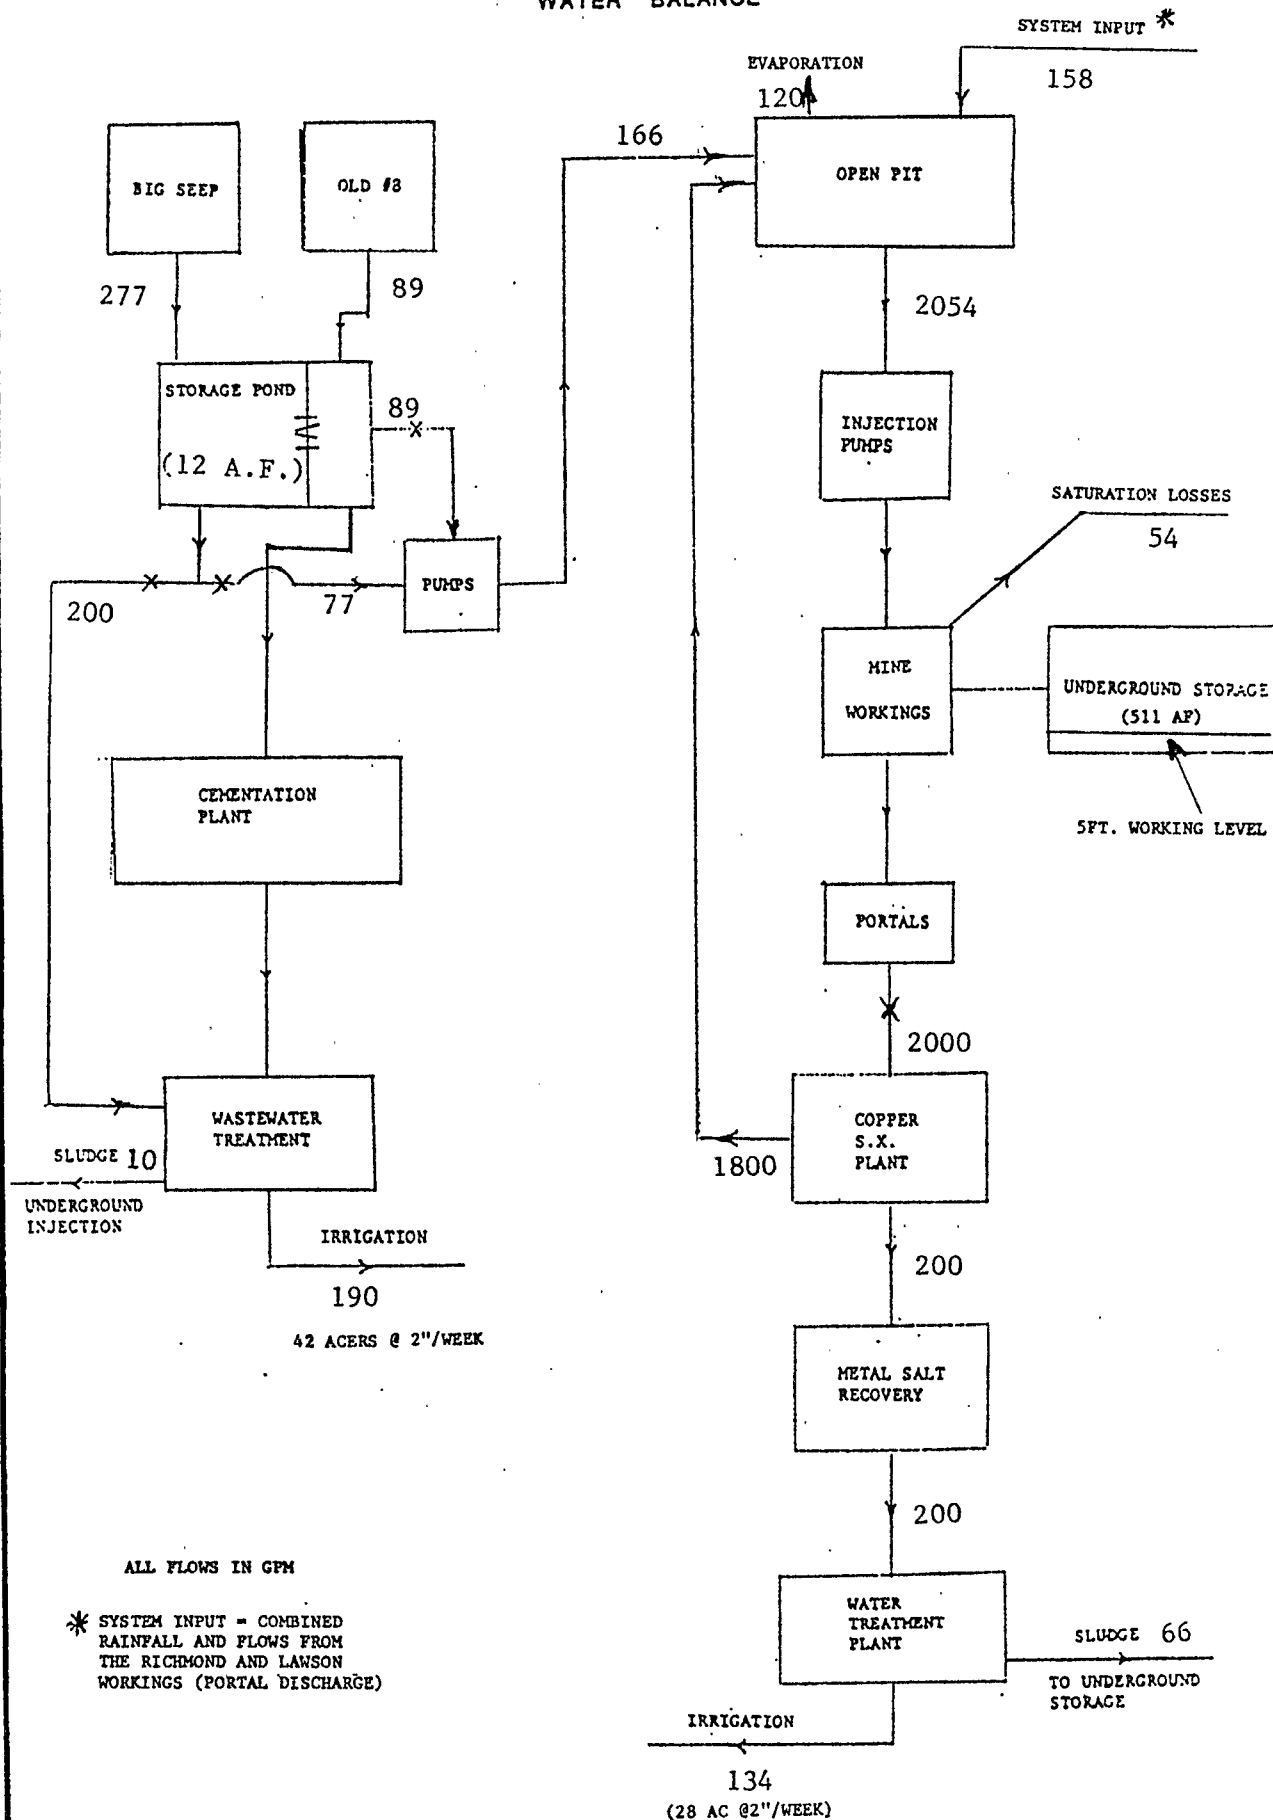 WATER BALANCE
SYSTEM INPUT *
158
EVAPORATION
120
166
OPEN PIT
BIG SEEP
OLD #8
277
89
2054
STORAGE POND
(12 A.F.)
89
INJECTION
PUMPS
SATURATION LOSSES
54
PUMPS
200
77
MINE
WORKINGS
UNDERGROUND STORAGE
(511 AF)
5FT. WORKING LEVEL
CEMENTATION
PLANT
PORTALS
2000
WASTEWATER
TREATMENT
COPPER
S.X.
PLANT
1800
SLUDGE 10
UNDERGROUND
INJECTION
IRRIGATION
190
42 ACERS @ 2"/WEEK
200
METAL SALT
RECOVERY
200
ALL FLOWS IN GPM
* SYSTEM INPUT = COMBINED
RAINFALL AND FLOWS FROM
THE RICHMOND AND LAWSON
WORKINGS (PORTAL DISCHARGE)
WATER
TREATMENT
PLANT
SLUDGE 66
TO UNDERGROUND
STORAGE
IRRIGATION
134
(28 AC @2"/WEEK)